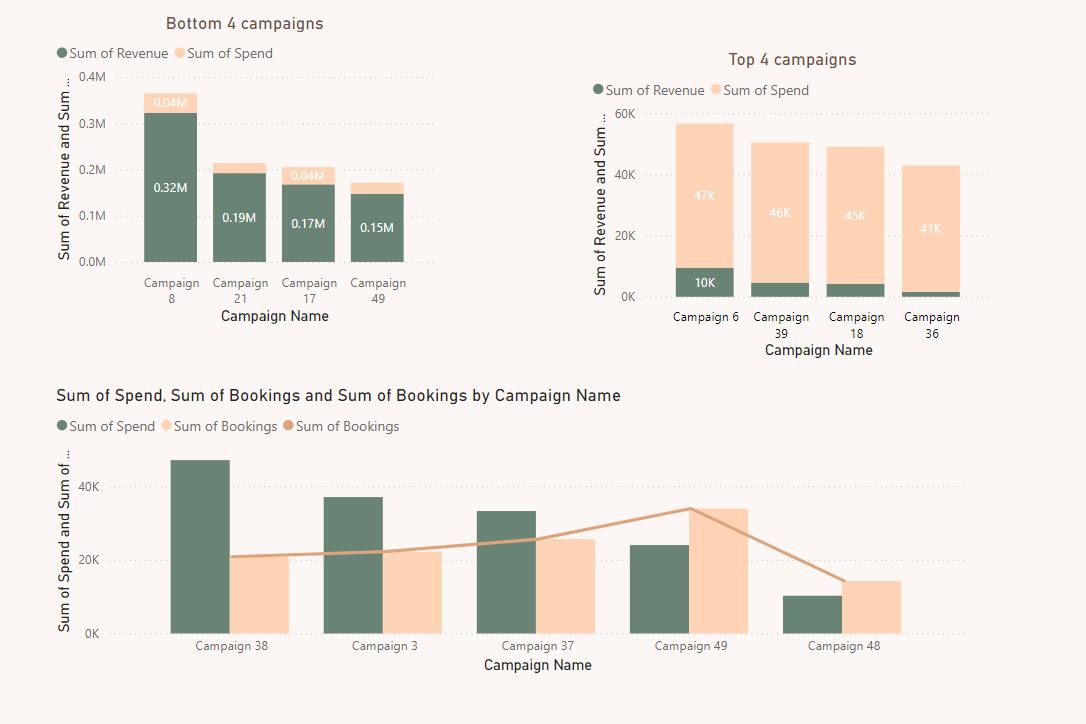 Bottom 4 campaigns
Sum of Revenue Sum of Spend
Sum of Revenue and Sum ...
0.4M
0.3M
0.2M
0.1M
0.0M
0.04M
0.32M
0.19M
0.04M
0.17M
0.15M
Campaign 8
Campaign 21
Campaign 17
Campaign 49
Campaign Name
Top 4 campaigns
Sum of Revenue Sum of Spend
Sum of Revenue and Sum ...
60K
40K
20K
0K
47K
10K
46K
45K
41K
Campaign 6
Campaign 39
Campaign 18
Campaign 36
Campaign Name
Sum of Spend, Sum of Bookings and Sum of Bookings by Campaign Name
Sum of Spend Sum of Bookings Sum of Bookings
Sum of Spend and Sum of ...
40K
20K
0K
Campaign 38
Campaign 3
Campaign 37
Campaign 49
Campaign 48
Campaign Name